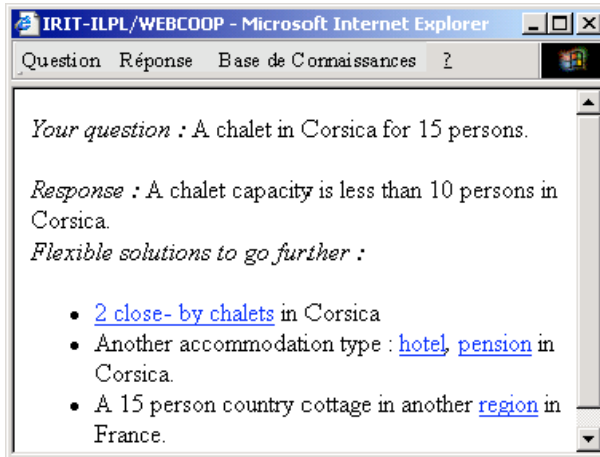 IRIT-ILPL/WEBCOOP - Microsoft Internet Explorer
Question Réponse Base de Connaissances ?
Your question : A chalet in Corsica for 15 persons.
Response : A chalet capacity is less than 10 persons in
Corsica.
Flexible solutions to go further :
• 2 close- by chalets in Corsica
• Another accommodation type : hotel, pension in
Corsica.
• A 15 person country cottage in another region in
France.